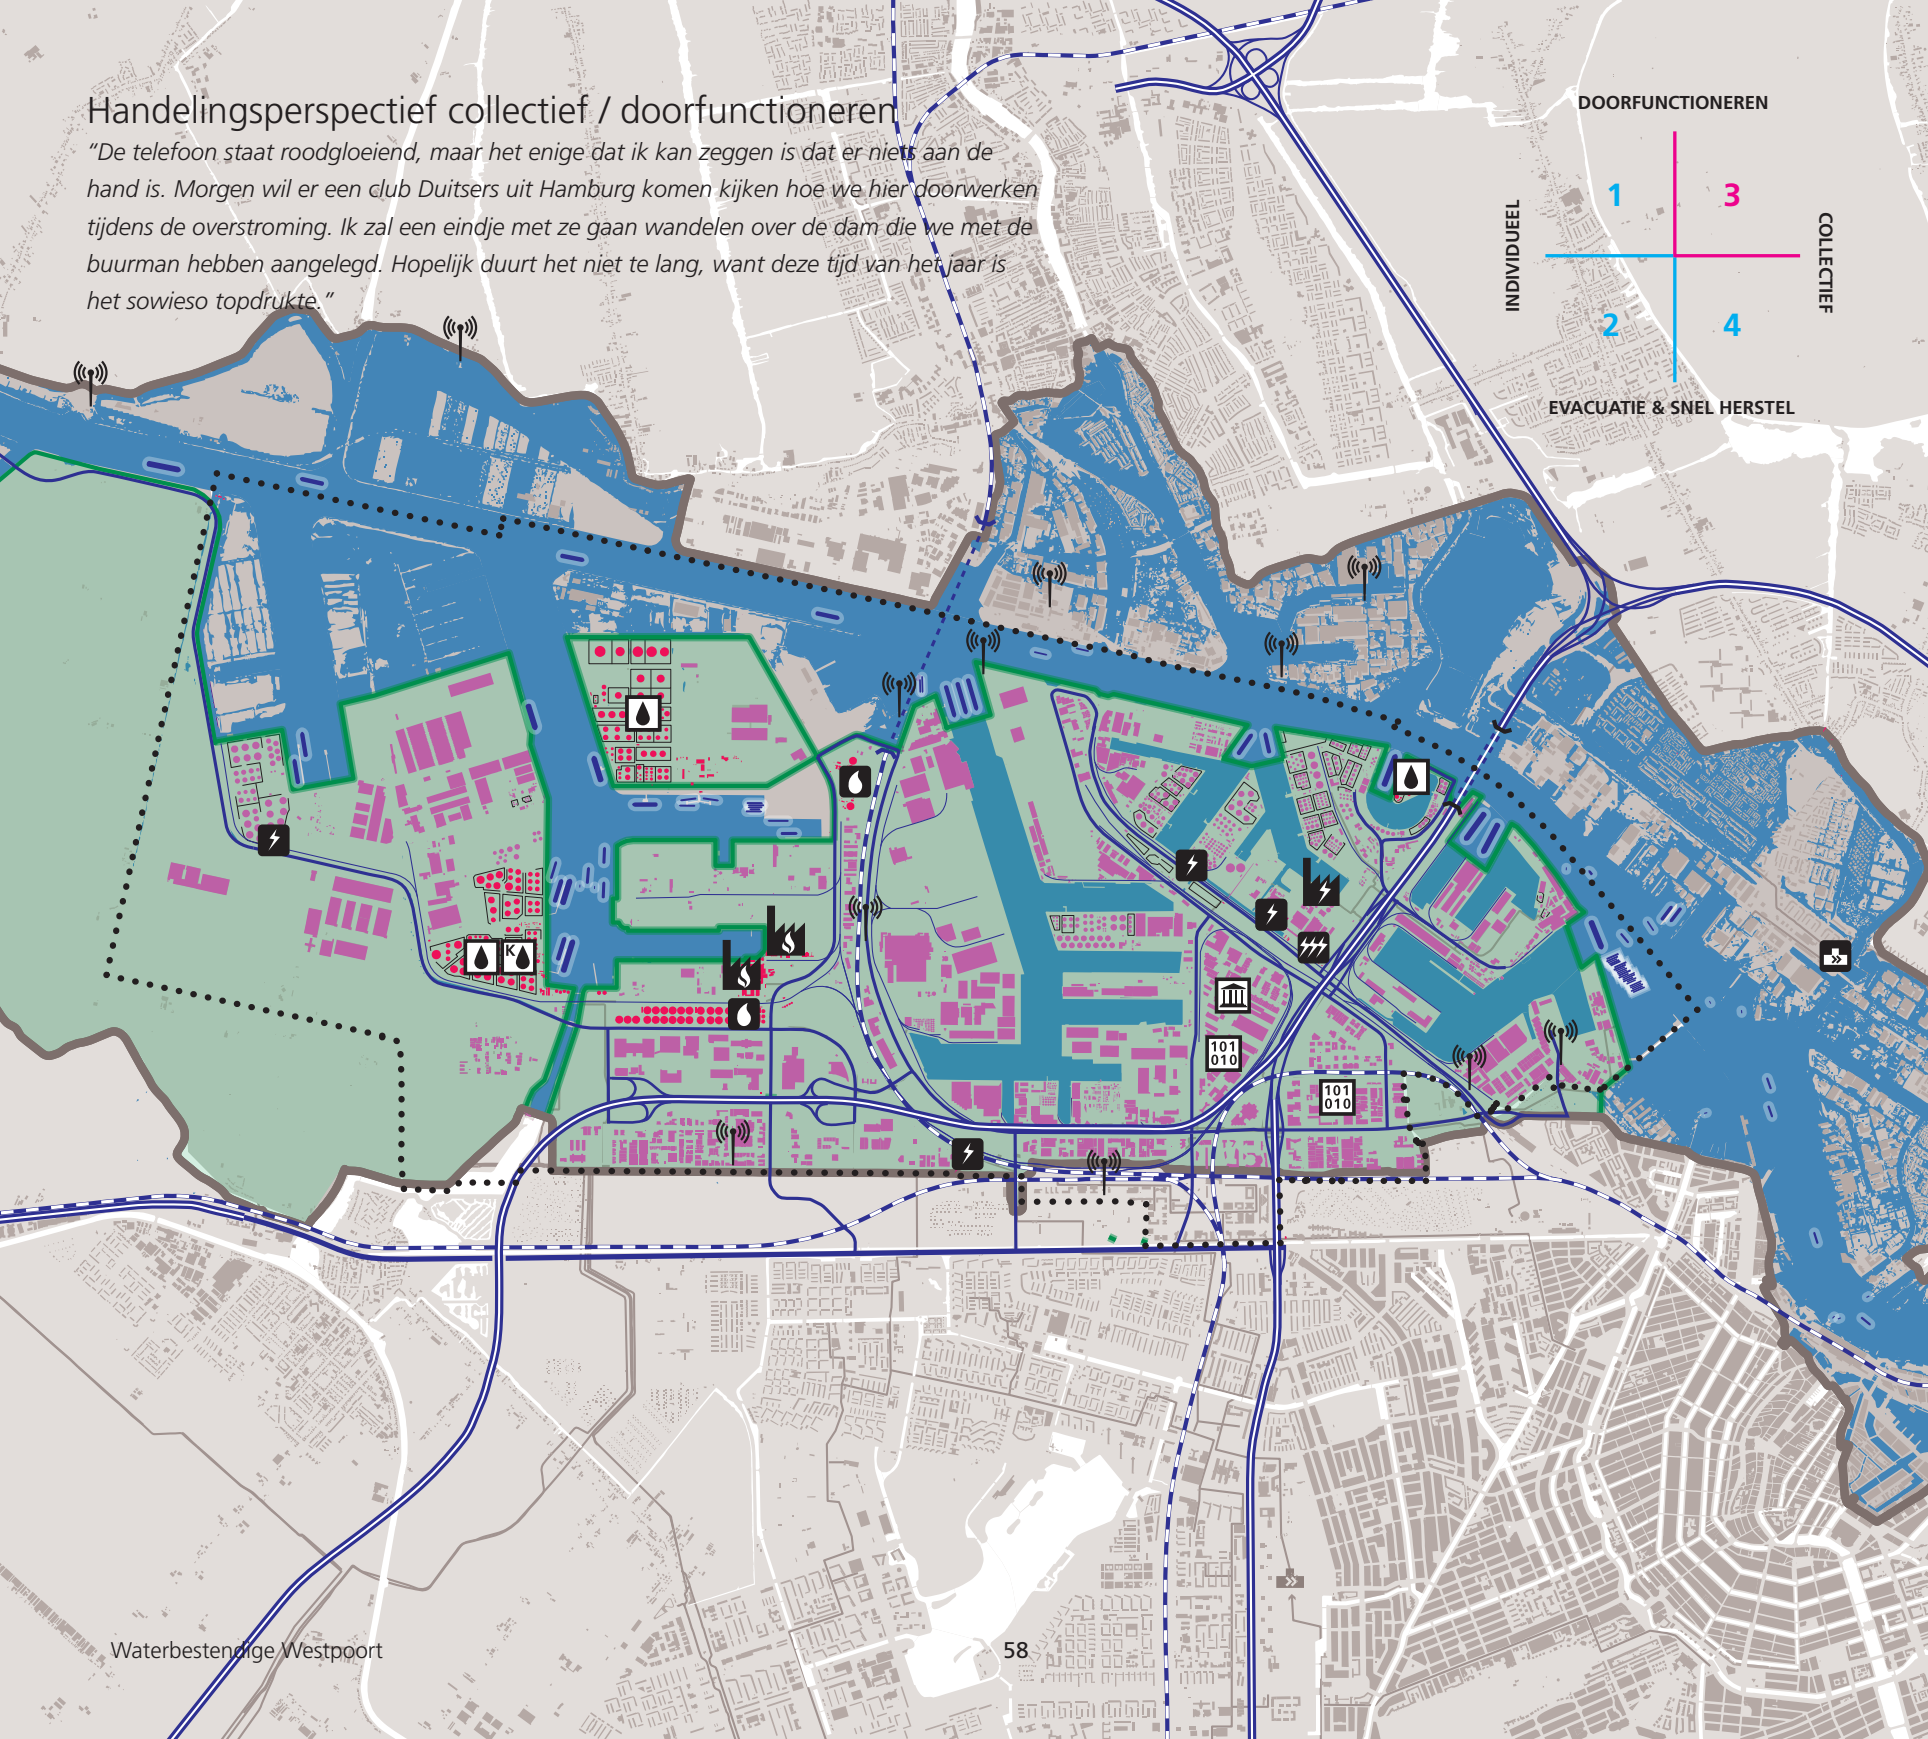 Handelingsperspectief collectief / doorfunctioneren
“De telefoon staat roodgloeiend, maar het enige dat ik kan zeggen is dat er niets aan de
hand is. Morgen wil er een club Duitsers uit Hamburg komen kijken hoe we hier doorwerken
tijdens de overstroming. Ik zal een eindje met ze gaan wandelen over de dam die we met de
buurman hebben aangelegd. Hopelijk duurt het niet te lang, want deze tijd van het jaar is
het sowieso topdrukte.”
DOORFUNCTIONEREN
1
3
INDIVIDUEEL
COLLECTIEF
2
4
EVACUATIE & SNEL HERSTEL
K
101
010
101
010
Waterbestendige Westpoort
58